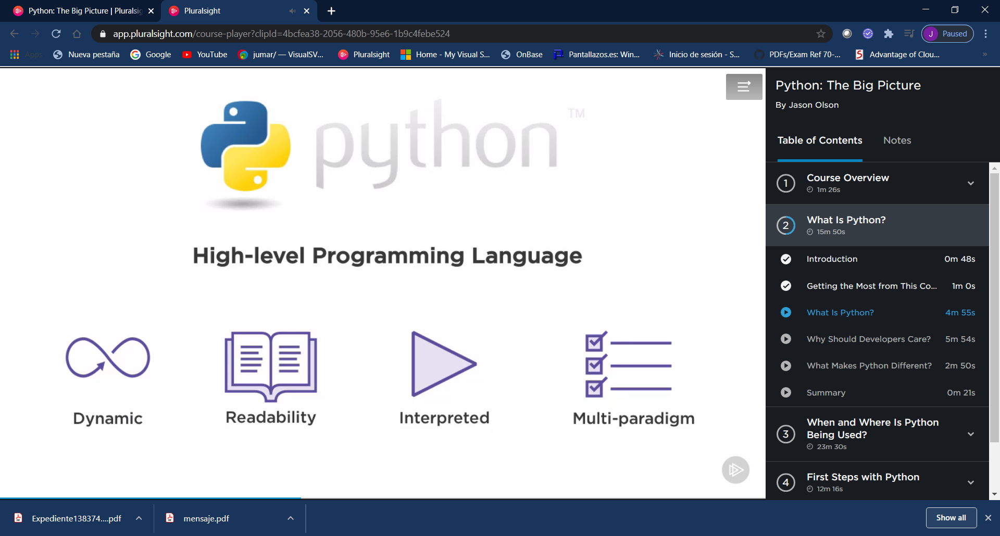 Python: The Big Picture | Pluralsig
Pluralsight
app.pluralsight.com/course-player?clipId=4bcfea38-2056-480b-95e6-1b9c4febe524
J Paused
Apps
Nueva pestaña
Google
YouTube
jumar/ — VisualSV...
Pluralsight
Home - My Visual S...
OnBase
Pantallazos.es: Win...
Inicio de sesión - S...
PDFs/Exam Ref 70-...
Advantage of Clou...
»
python TM
High-level Programming Language
Dynamic
Readability
Interpreted
Multi-paradigm
Python: The Big Picture
By Jason Olson
Table of Contents
Notes
1 Course Overview
1m 26s
2 What Is Python?
15m 50s
Introduction 0m 48s
Getting the Most from This Co... 1m 0s
What Is Python? 4m 55s
Why Should Developers Care? 5m 54s
What Makes Python Different? 2m 50s
Summary 0m 21s
3 When and Where Is Python
Being Used?
23m 30s
4 First Steps with Python
12m 16s
Expediente138374....pdf
mensaje.pdf
Show all